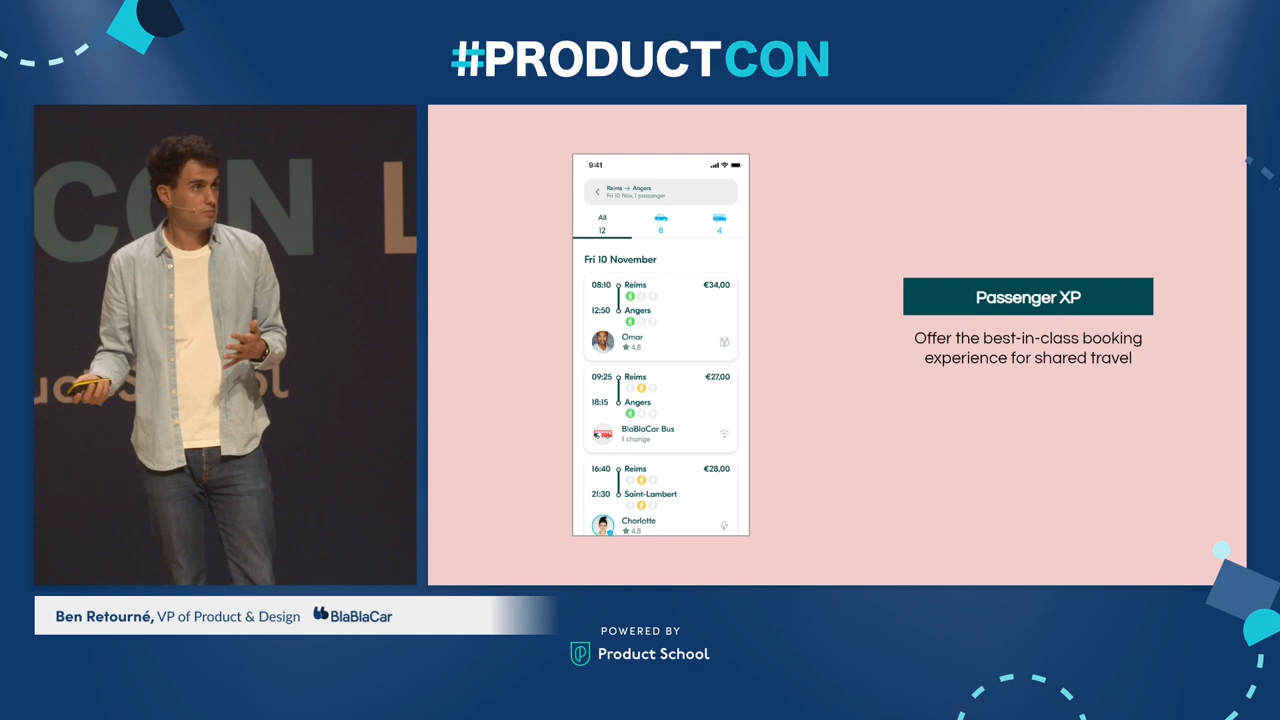 #PRODUCTCON
CON L
9:41
Reims → Angers
Fri 10 Nov, 1 passenger
All
12
8
4
Fri 10 November
08:10 Reims €34,00
12:50 Angers
Omar
★ 4,8
09:25 Reims €27,00
18:15 Angers
BlaBlaCar Bus
1 change
16:40 Reims €28,00
21:30 Saint-Lambert
Charlotte
★ 4,8
Passenger XP
Offer the best-in-class booking
experience for shared travel
Ben Retourné, VP of Product & Design BlaBlaCar
POWERED BY
Product School